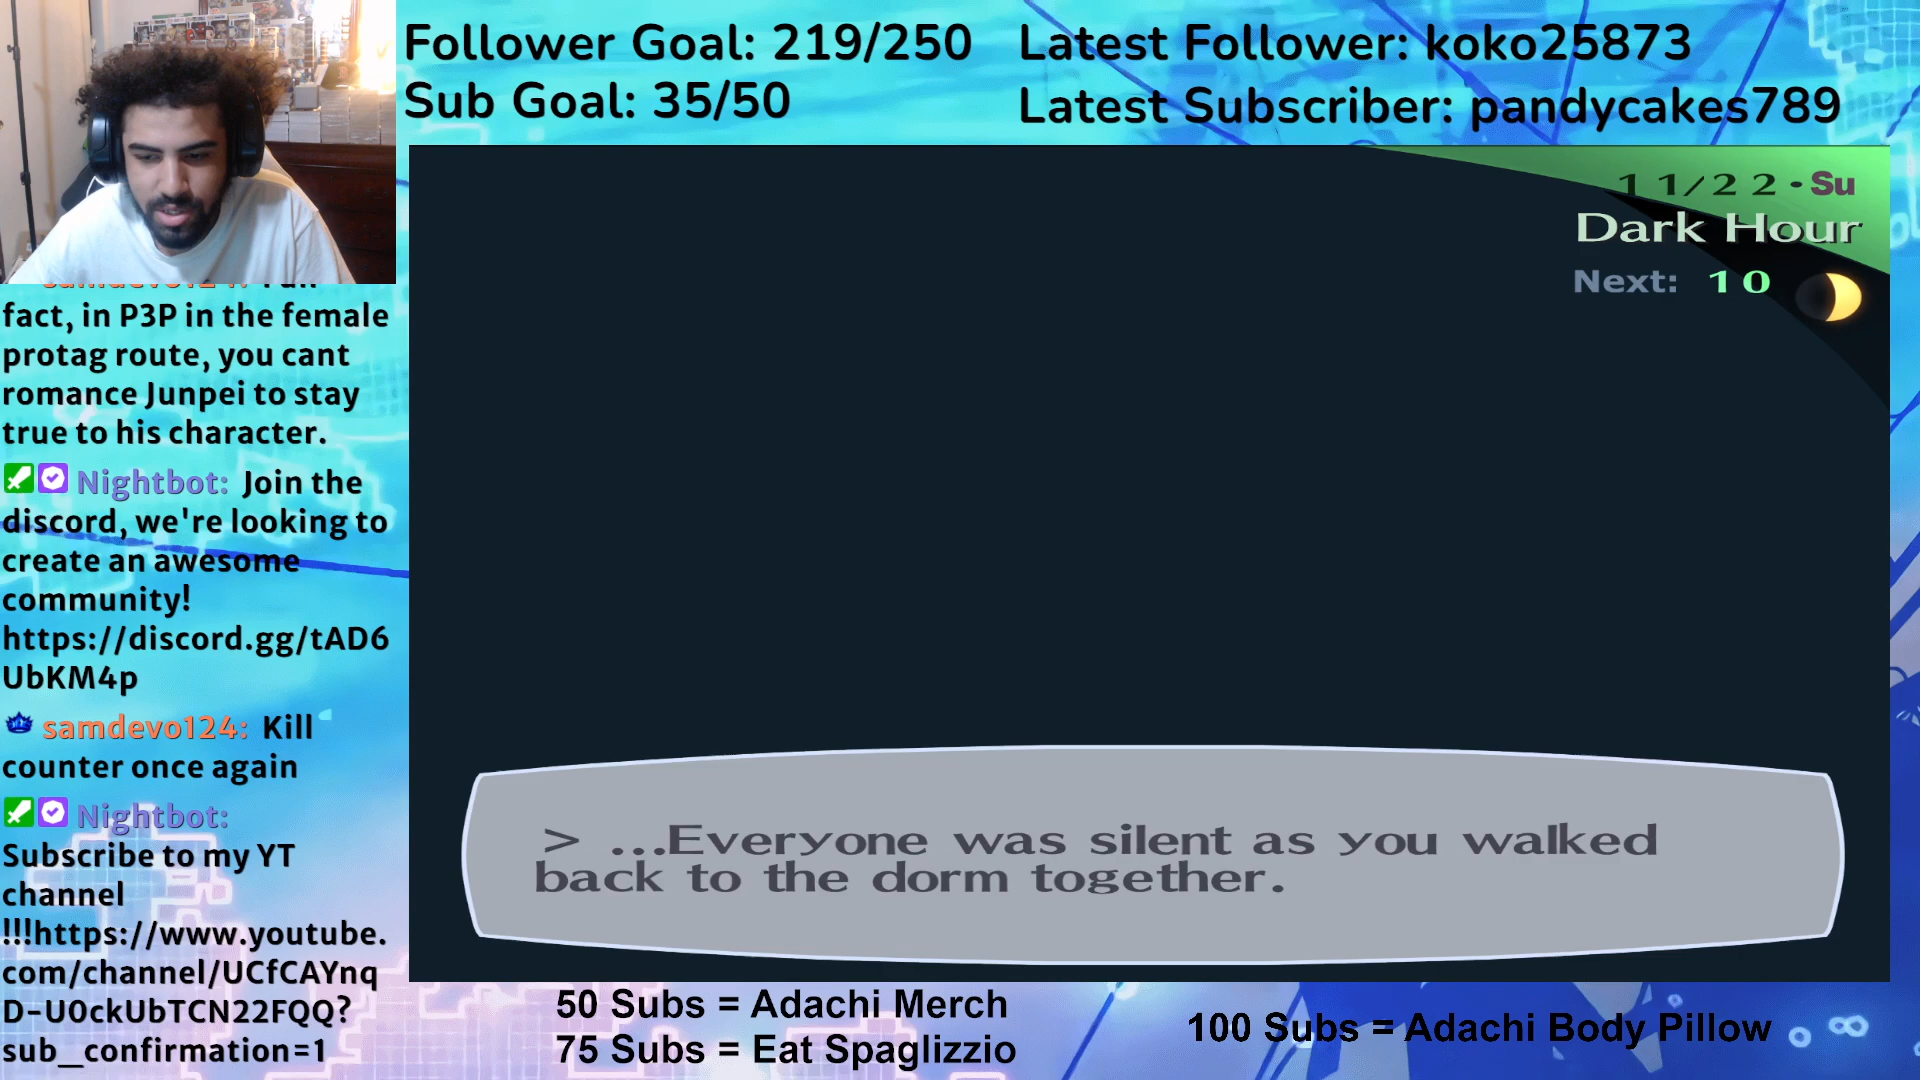 Follower Goal: 219/250
Sub Goal: 35/50
Latest Follower: koko25873
Latest Subscriber: pandycakes789
11/22・Su
Dark Hour
Next: 10
fact, in P3P in the female
protag route, you cant
romance Junpei to stay
true to his character.
Nightbot: Join the
discord, we're looking to
create an awesome
community!
https://discord.gg/tAD6
UbKM4p
samdevo124: Kill
counter once again
Nightbot:
Subscribe to my YT
channel
!!!https://www.youtube.
com/channel/UCfCAYnq
D-U0ckUbTCN22FQQ?
sub_confirmation=1
> ...Everyone was silent as you walked
back to the dorm together.
50 Subs = Adachi Merch
75 Subs = Eat Spaglizzio
100 Subs = Adachi Body Pillow